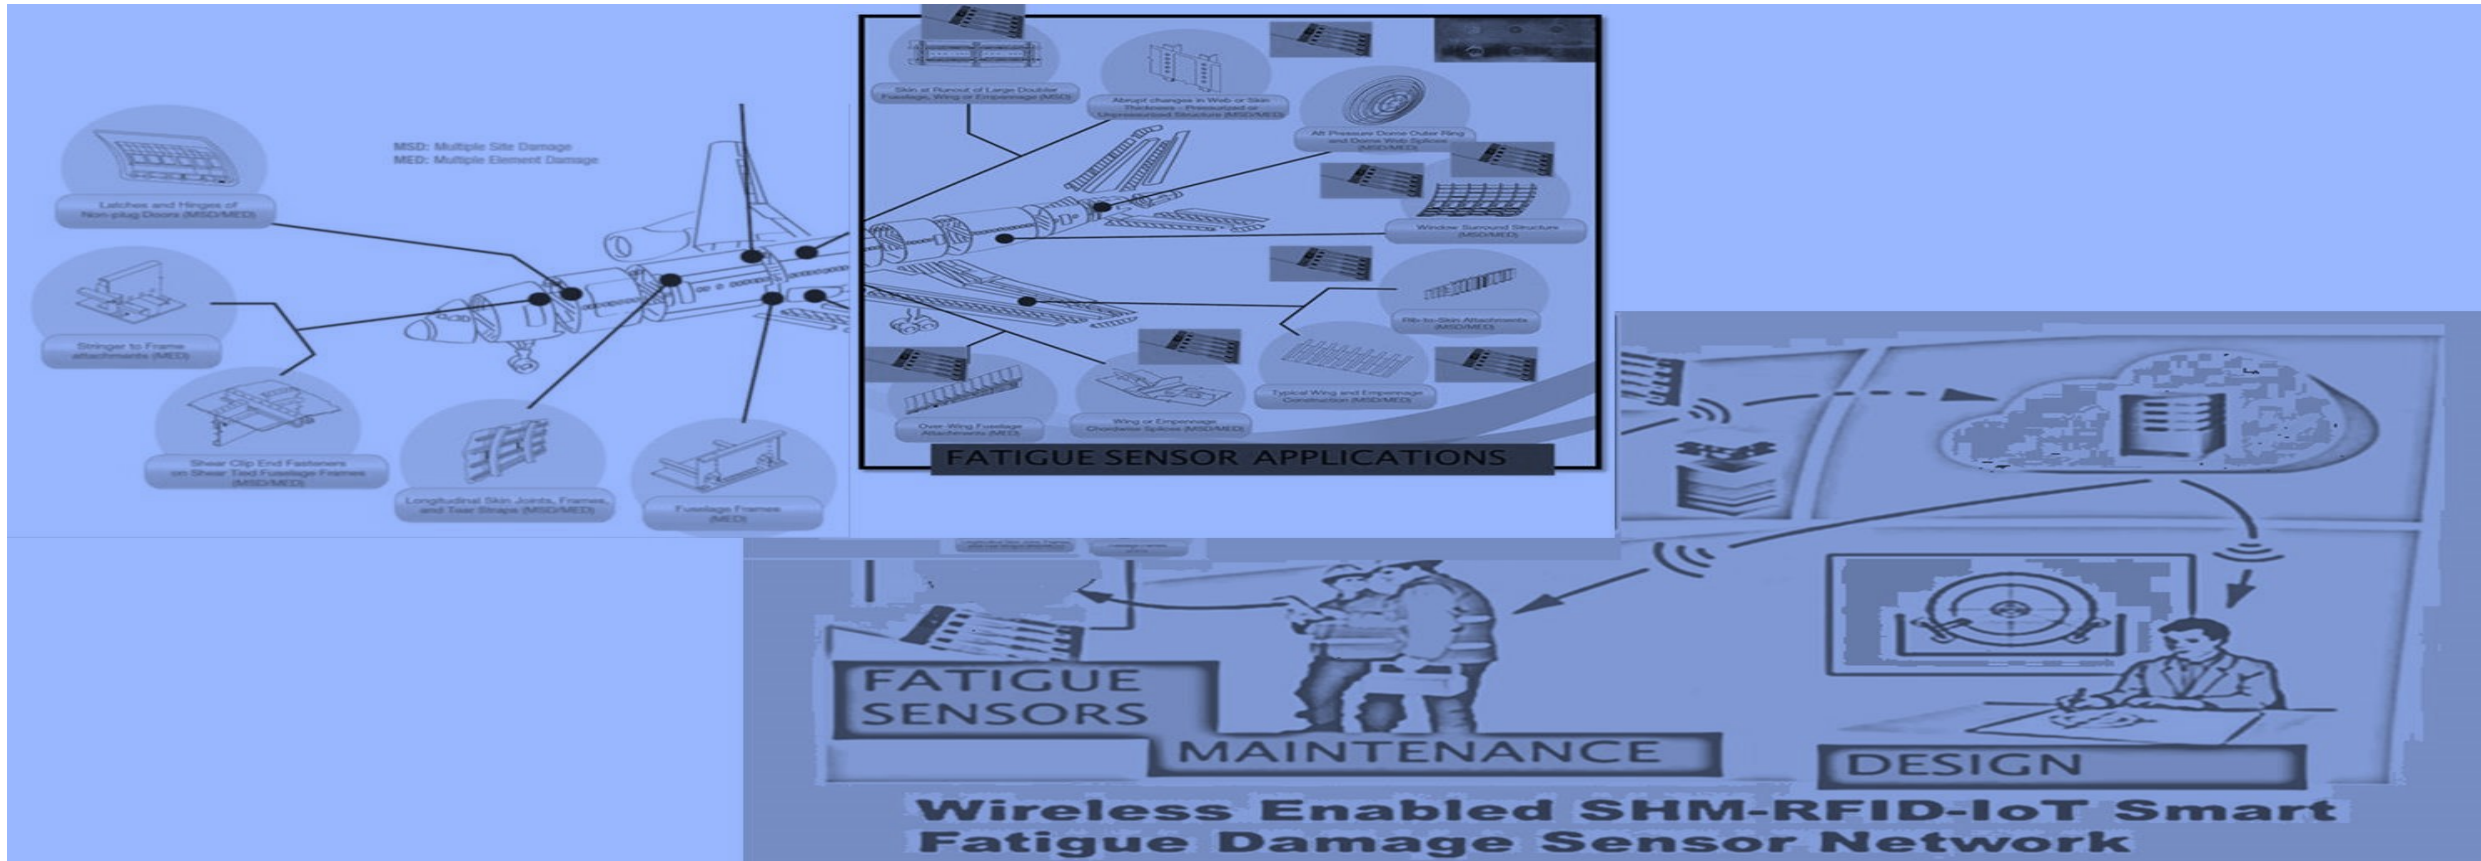 MSD: Multiple Site Damage
MED: Multiple Element Damage
Latches and Hinges of
Non-plug Doors (MSD/MED)
Stringer to Frame
attachments (MED)
Shear Clip End Fasteners
on Shear Tied Fuselage Frames
(MSD/MED)
Longitudinal Skin Joints, Frames,
and Tear Straps (MSD/MED)
Fuselage Frames
(MED)
Skin at Runout of Large Doubler
Fuselage, Wing or Empennage (MSD)
Abrupt changes in Web or Skin
Thickness - Pressurized or
Unpressurized Structure (MSD/MED)
Aft Pressure Dome Outer Ring
and Dome Web Splices
(MSD/MED)
Window Surround Structure
(MSD/MED)
Rib-to-Skin Attachments
(MSD/MED)
Typical Wing and Empennage
Construction (MSD/MED)
Wing or Empennage
Chordwise Splices (MSD/MED)
Over-Wing Fuselage
Attachments (MED)
FATIGUE SENSOR APPLICATIONS
FATIGUE
SENSORS
MAINTENANCE
DESIGN
Wireless Enabled SHM-RFID-IoT Smart
Fatigue Damage Sensor Network